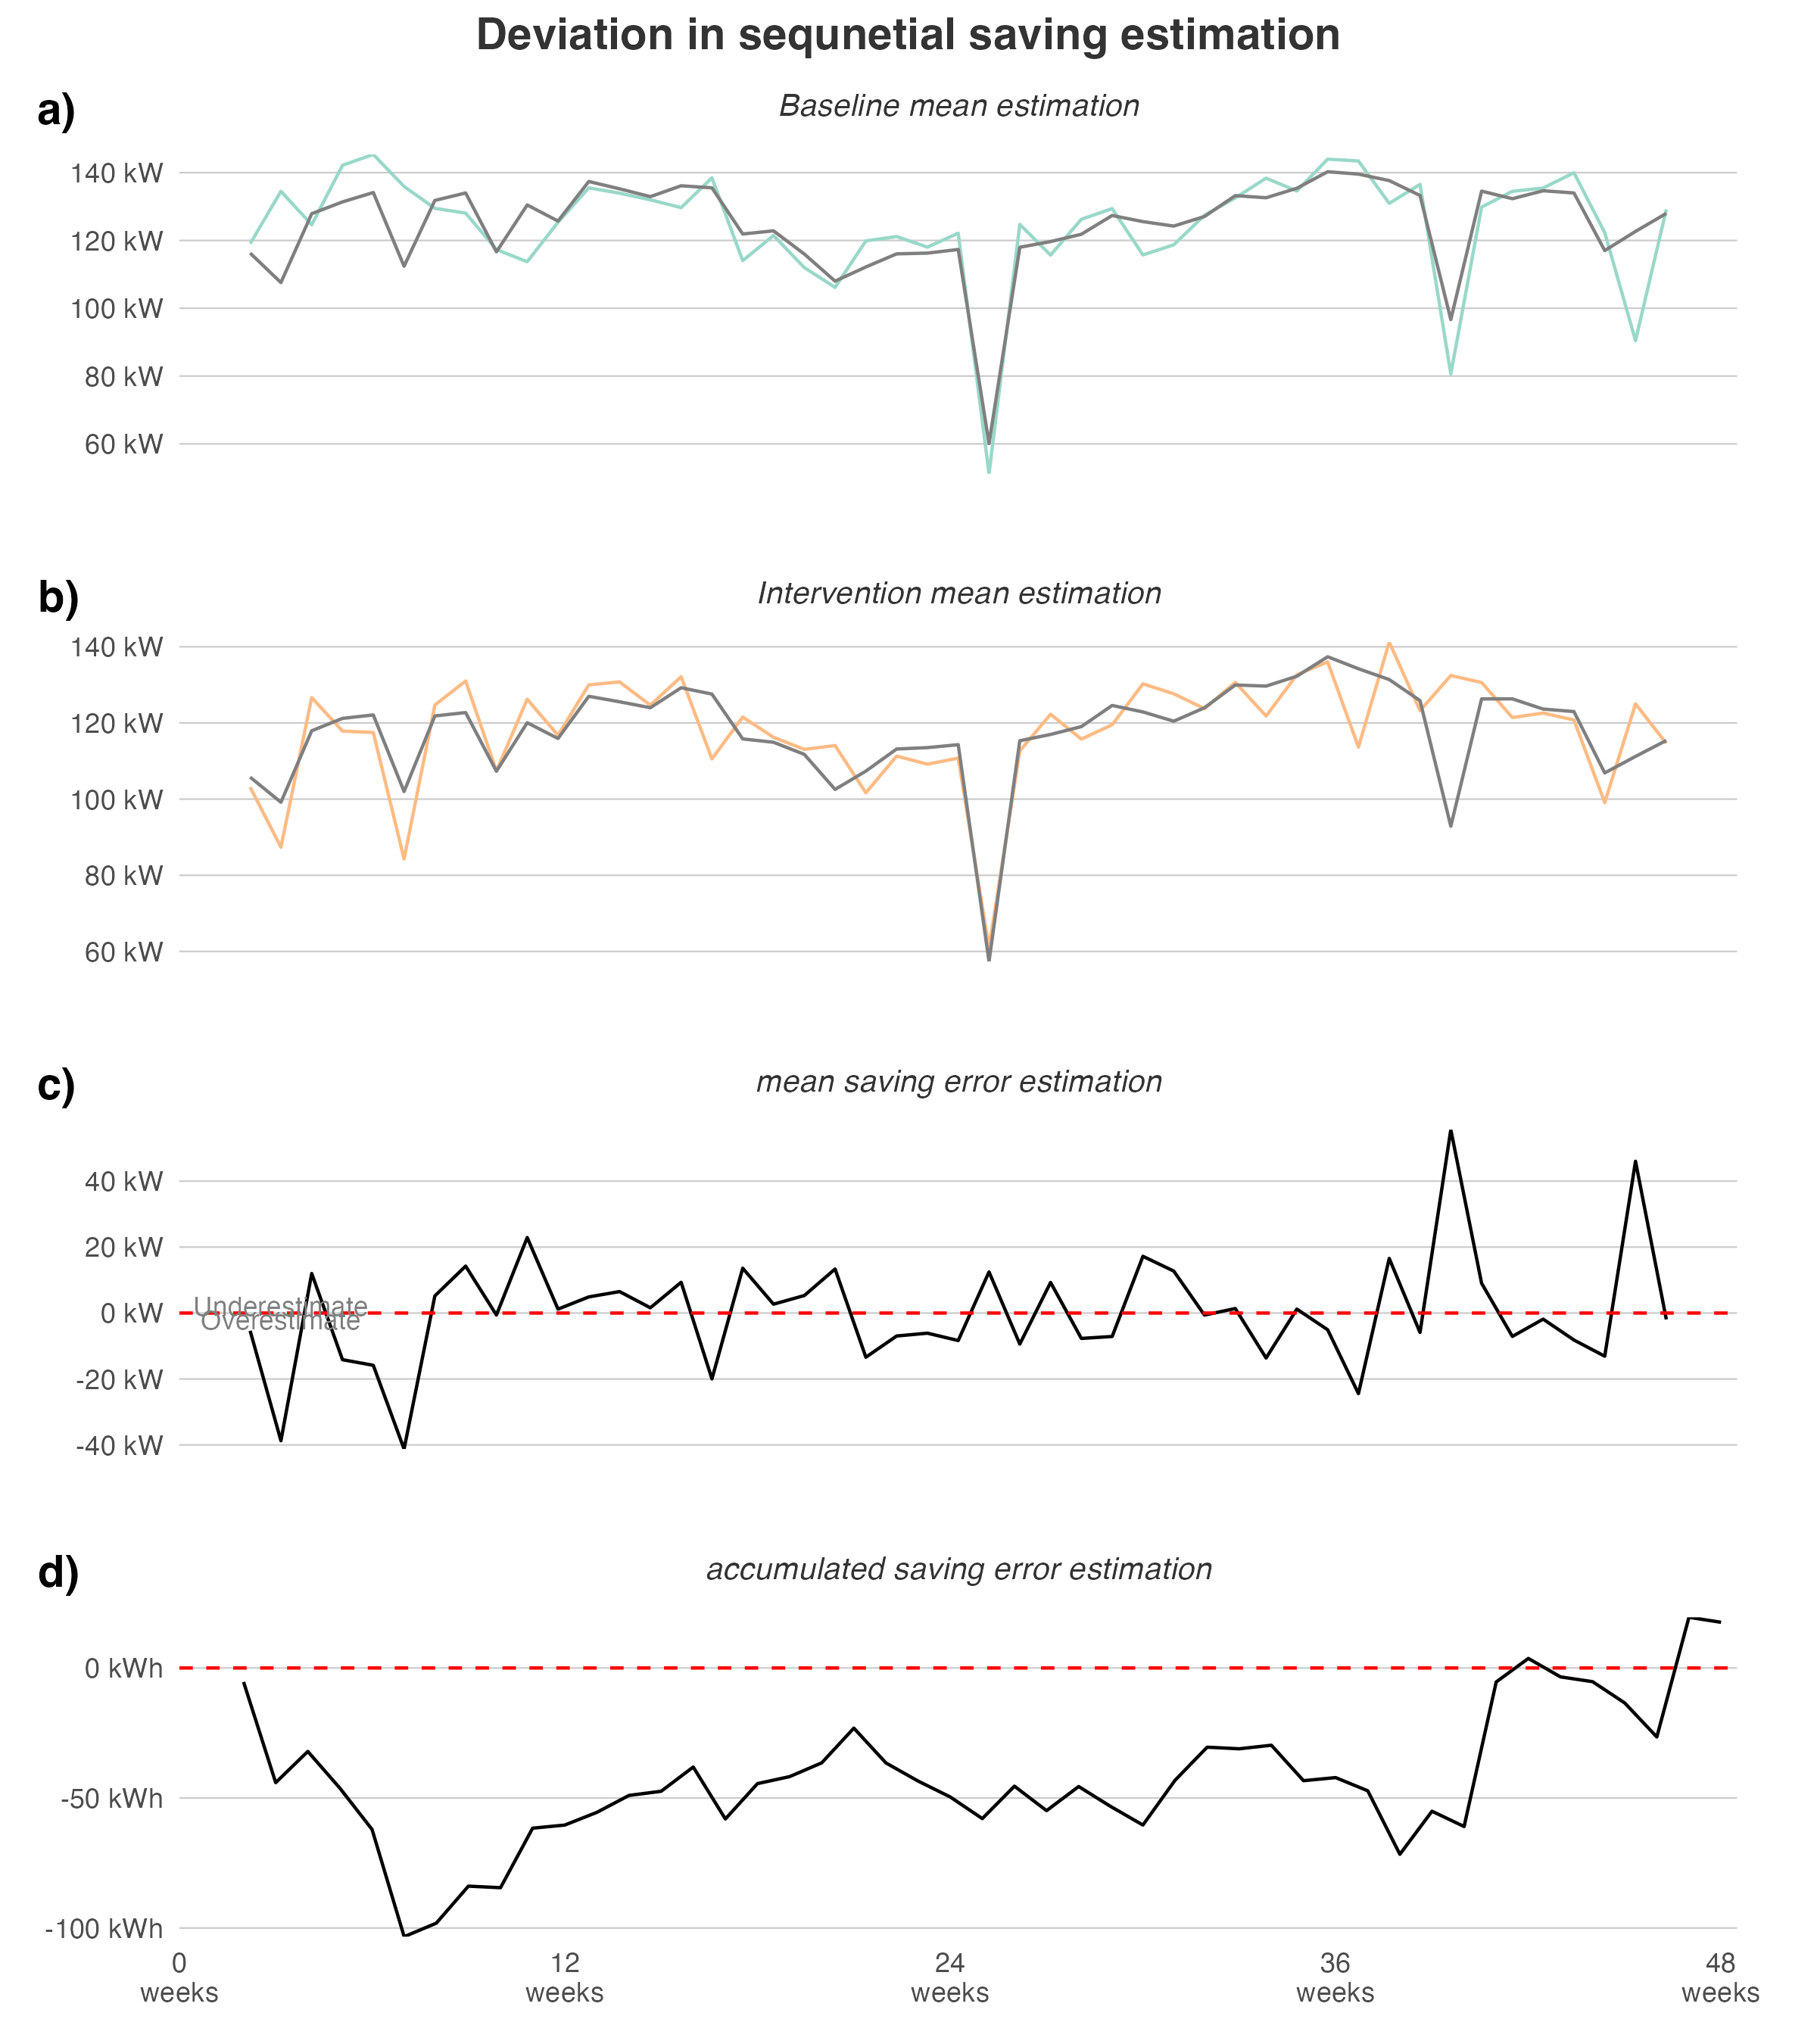 Deviation in sequnetial saving estimation
a)
Baseline mean estimation
140 kW
120 kW
100 kW
80 kW
60 kW
b)
Intervention mean estimation
140 kW
120 kW
100 kW
80 kW
60 kW
c)
mean saving error estimation
40 kW
20 kW
0 kW
-20 kW
-40 kW
Underestimate
Overestimate
d)
accumulated saving error estimation
0 kWh
-50 kWh
-100 kWh
0 12 24 36 48
weeks weeks weeks weeks weeks